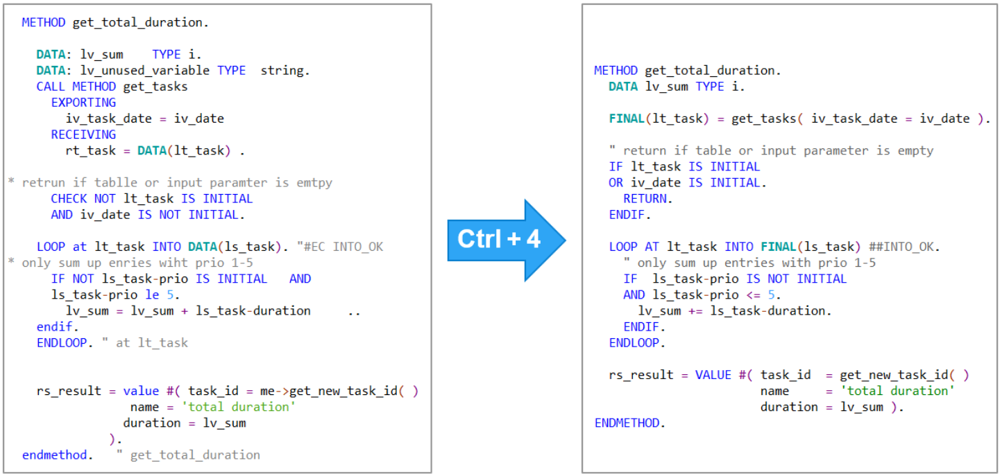 METHOD get_total_duration.
DATA: lv_sum    TYPE i.
DATA: lv_unused_variable TYPE  string.
CALL METHOD get_tasks
EXPORTING
iv_task_date = iv_date
RECEIVING
rt_task = DATA(lt_task) .
* retrun if tablle or input paramter is emtpy
CHECK NOT lt_task IS INITIAL
AND iv_date IS NOT INITIAL.
LOOP at lt_task INTO DATA(ls_task). "#EC INTO_OK
* only sum up enries wiht prio 1-5
IF NOT ls_task-prio IS INITIAL   AND
ls_task-prio le 5.
lv_sum = lv_sum + ls_task-duration     ..
endif.
ENDLOOP. " at lt_task
rs_result = value #( task_id = me->get_new_task_id( )
name = 'total duration'
duration = lv_sum
).
endmethod.   " get_total_duration
Ctrl + 4
METHOD get_total_duration.
DATA lv_sum TYPE i.
FINAL(lt_task) = get_tasks( iv_task_date = iv_date ).
" return if table or input parameter is empty
IF lt_task IS INITIAL
OR iv_date IS INITIAL.
RETURN.
ENDIF.
LOOP AT lt_task INTO FINAL(ls_task) ##INTO_OK.
" only sum up entries with prio 1-5
IF  ls_task-prio IS NOT INITIAL
AND ls_task-prio <= 5.
lv_sum += ls_task-duration.
ENDIF.
ENDLOOP.
rs_result = VALUE #( task_id  = get_new_task_id( )
name     = 'total duration'
duration = lv_sum ).
ENDMETHOD.